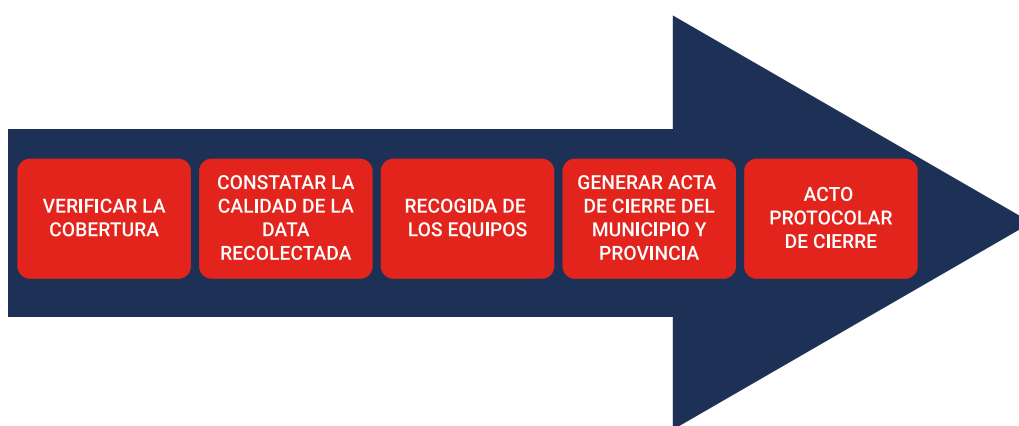 VERIFICAR LA
COBERTURA
CONSTATAR LA
CALIDAD DE LA
DATA
RECOLECTADA
RECOGIDA DE
LOS EQUIPOS
GENERAR ACTA
DE CIERRE DEL
MUNICIPIO Y
PROVINCIA
ACTO
PROTOCOLAR
DE CIERRE